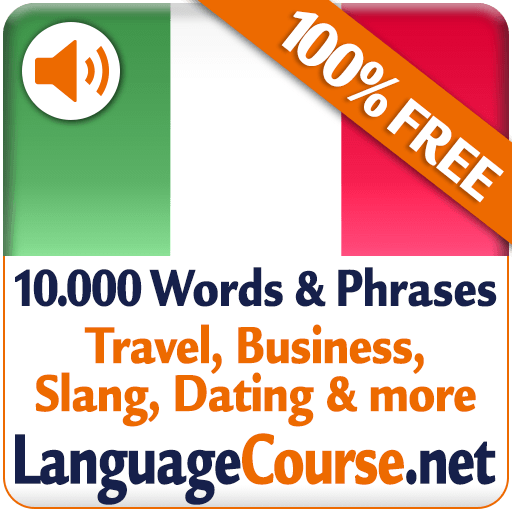 100% FREE
10.000 Words & Phrases
Travel, Business,
Slang, Dating & more
LanguageCourse.net